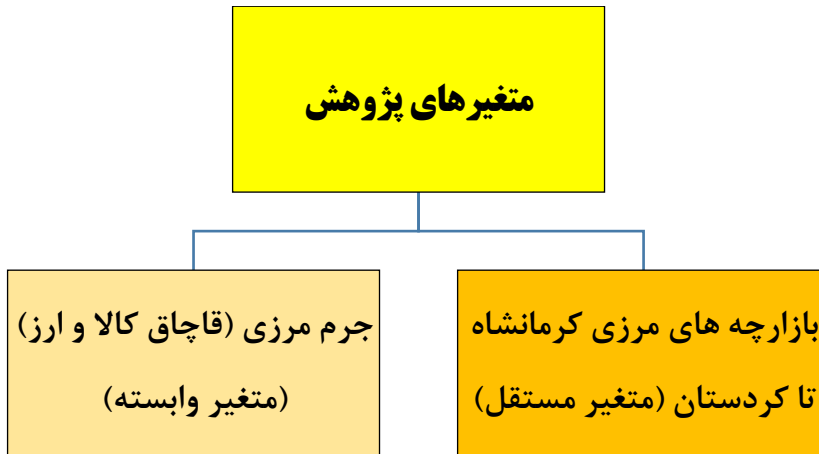 متغیرهای پژوهش
بازارچه های مرزی کرمانشاه
تا کردستان (متغیر مستقل)
جرم مرزی (قاچاق کالا و ارز)
(متغیر وابسته)